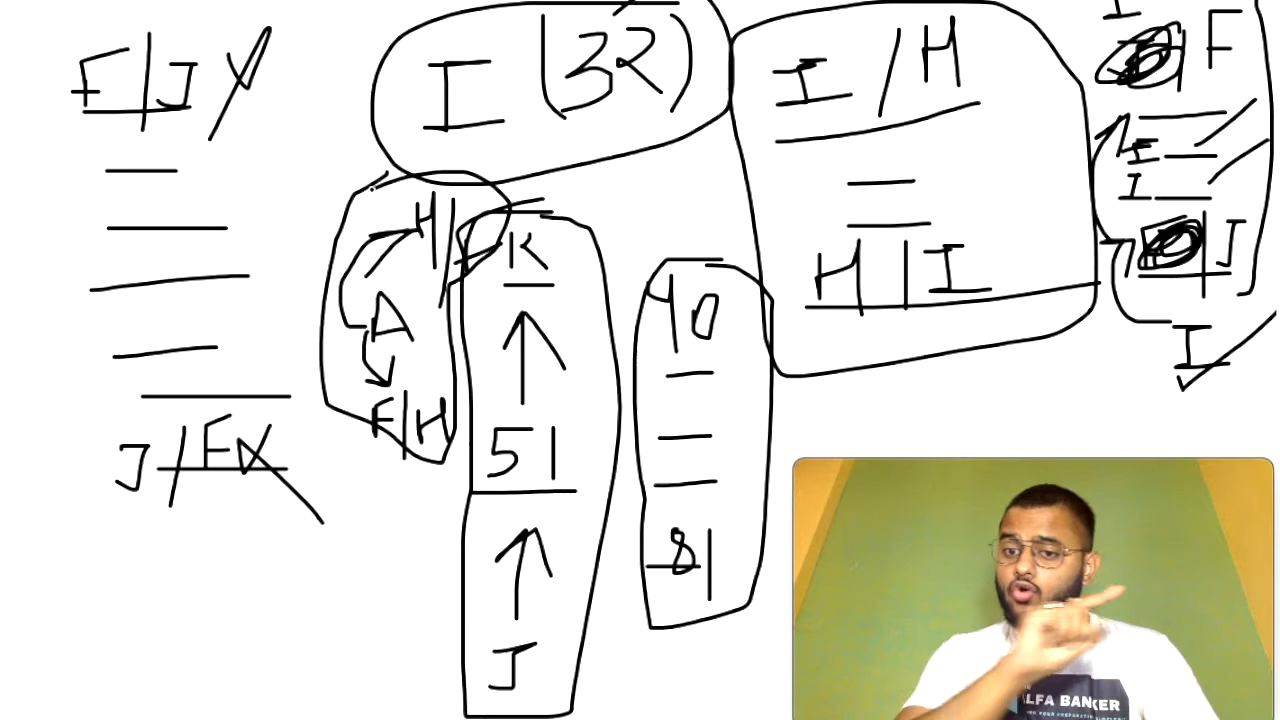 F/J
J/F
I (32)
H/
A
F/H
K
51
J
40
81
I/H
H|I
I
F
I
I
J
I
ALFA BANKER